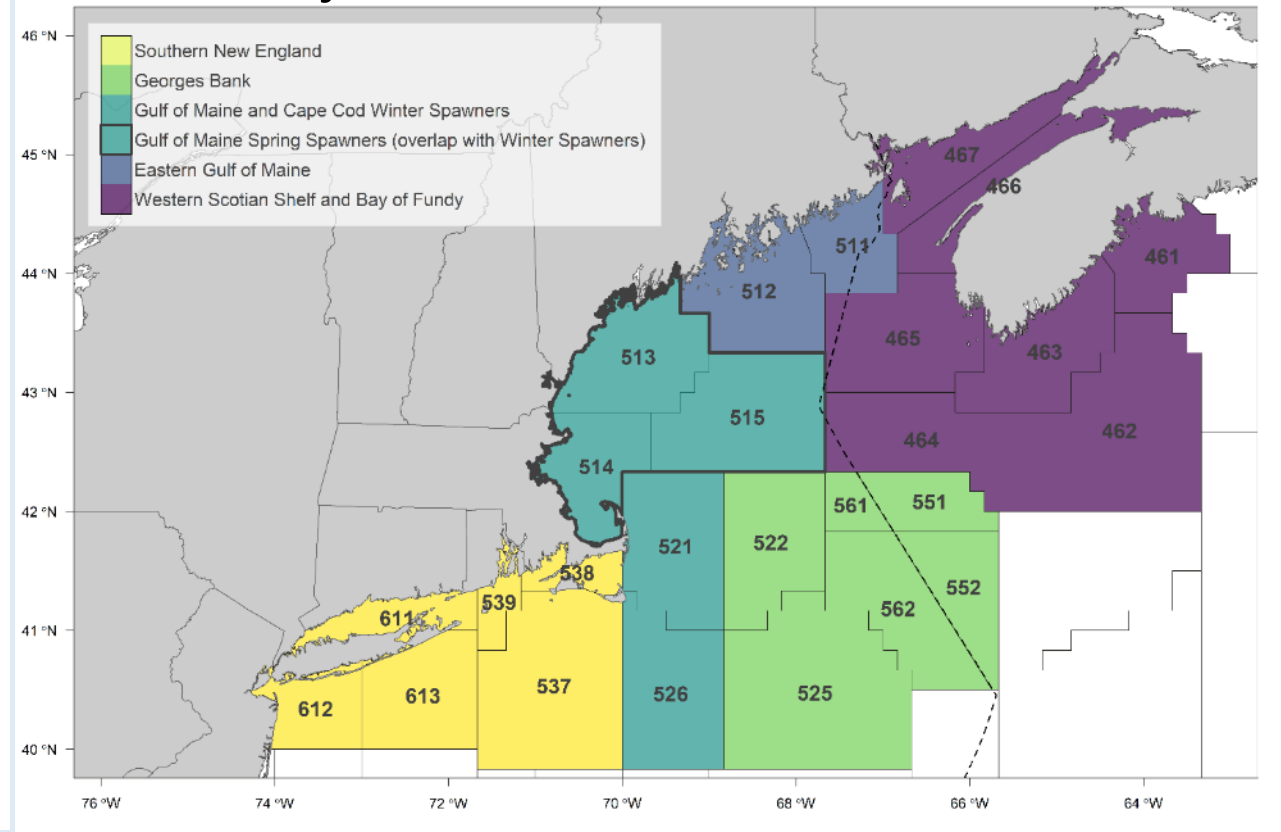 46 °N
Southern New England
Georges Bank
Gulf of Maine and Cape Cod Winter Spawners
Gulf of Maine Spring Spawners (overlap with Winter Spawners)
Eastern Gulf of Maine
Western Scotian Shelf and Bay of Fundy
45 °N
467
466
44 °N
511
461
512
465
463
513
43 °N
515
464
462
514
42 °N
561
551
521
522
538
552
539
562
41 °N
611
537
526
525
613
612
40 °N
76 °W
74 °W
72 °W
70 °W
68 °W
66 °W
64 °W